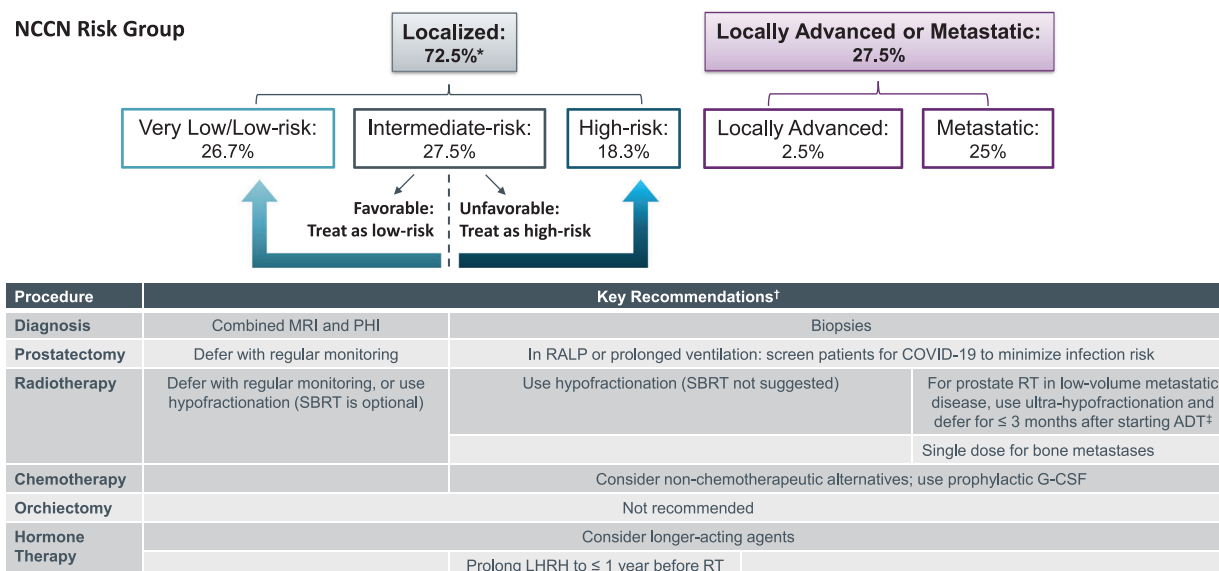 NCCN Risk Group
Localized:
72.5%*
Locally Advanced or Metastatic:
27.5%
Very Low/Low-risk:
26.7%
Intermediate-risk:
27.5%
High-risk:
18.3%
Locally Advanced:
2.5%
Metastatic:
25%
Favorable:
Treat as low-risk
Unfavorable:
Treat as high-risk
Procedure
Key Recommendations†
Diagnosis
Combined MRI and PHI
Biopsies
Prostatectomy
Defer with regular monitoring
In RALP or prolonged ventilation: screen patients for COVID-19 to minimize infection risk
Radiotherapy
Defer with regular monitoring, or use
hypofractionation (SBRT is optional)
Use hypofractionation (SBRT not suggested)
For prostate RT in low-volume metastatic
disease, use ultra-hypofractionation and
defer for ≤ 3 months after starting ADT‡
Single dose for bone metastases
Chemotherapy
Consider non-chemotherapeutic alternatives; use prophylactic G-CSF
Orchiectomy
Not recommended
Hormone
Therapy
Consider longer-acting agents
Prolong LHRH to ≤ 1 year before RT